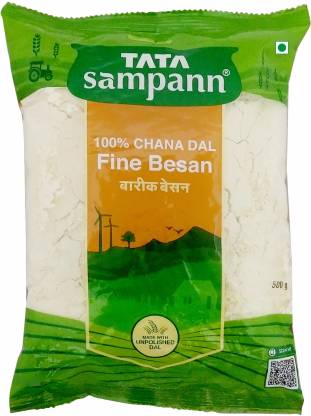 TATA
sampann®
100% CHANA DAL
Fine Besan
बारीक बेसन
500 g
MADE WITH
UNPOLISHED
DAL